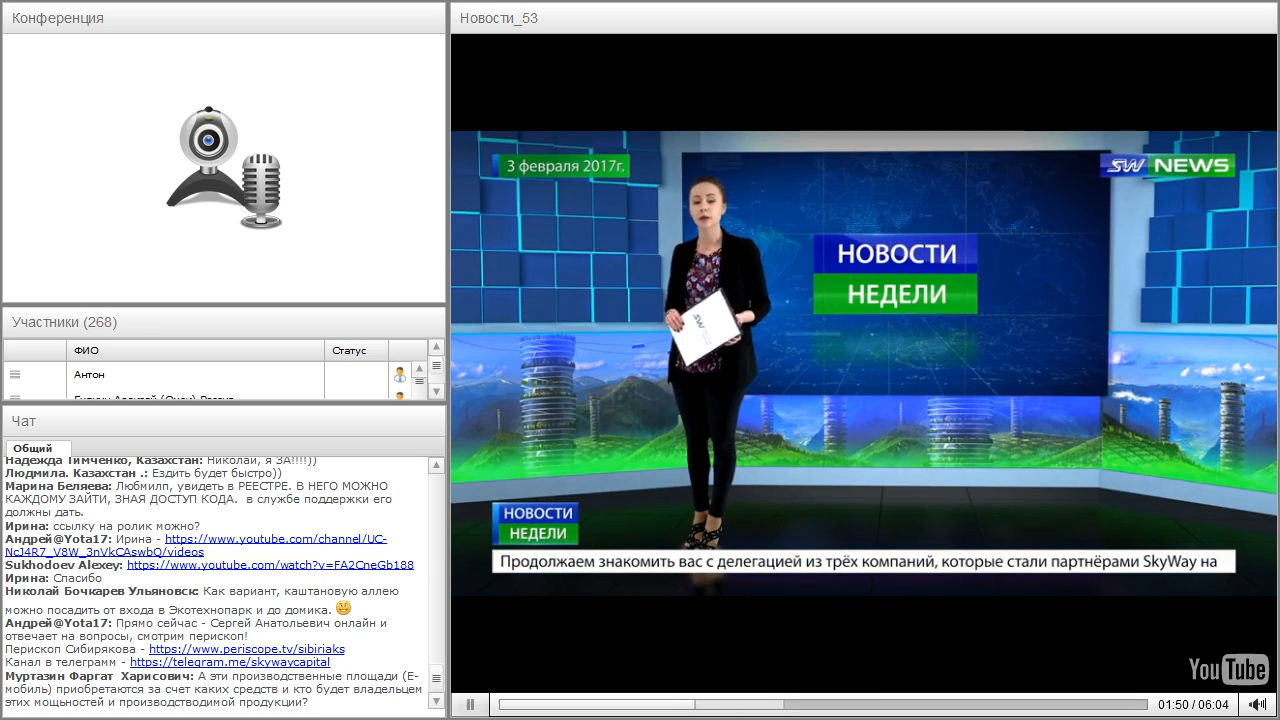 Конференция
Новости_53
3 февраля 2017г.
SW NEWS
НОВОСТИ
НЕДЕЛИ
SW
НОВОСТИ
НЕДЕЛИ
Продолжаем знакомить вас с делегацией из трёх компаний, которые стали партнёрами SkyWay на
YouTube
01:50 / 06:04
Участники (268)
ФИО
Статус
Антон
Чат
Общий
Надежда Тимченко, Казахстан: Николай, я ЗА!!!!))
Людмила. Казахстан .: Ездить будет быстро))
Марина Беляева: Любмилп, увидеть в РЕЕСТРЕ. В НЕГО МОЖНО
КАЖДОМУ ЗАЙТИ, ЗНАЯ ДОСТУП КОДА. в службе поддержки его
должны дать.
Ирина: ссылку на ролик можно?
Андрей@Yota17: Ирина - https://www.youtube.com/channel/UC-
NcJ4R7_V8W_3nVkCAswbQ/videos
Sukhodoev Alexey: https://www.youtube.com/watch?v=FA2CneGb188
Ирина: Спасибо
Николай Бочкарев Ульяновск: Как вариант, каштановую аллею
можно посадить от входа в Экотехнопарк и до домика.
Андрей@Yota17: Прямо сейчас - Сергей Анатольевич онлайн и
отвечает на вопросы, смотрим перископ!
Перископ Сибирякова - https://www.periscope.tv/sibiriaks
Канал в телеграмм - https://telegram.me/skywaycapital
Муртазин Фаргат Харисович: А эти производственные площади (Е-
мобиль) приобретаются за счет каких средств и кто будет владельцем
этих мощьностей и производстводимой продукции?